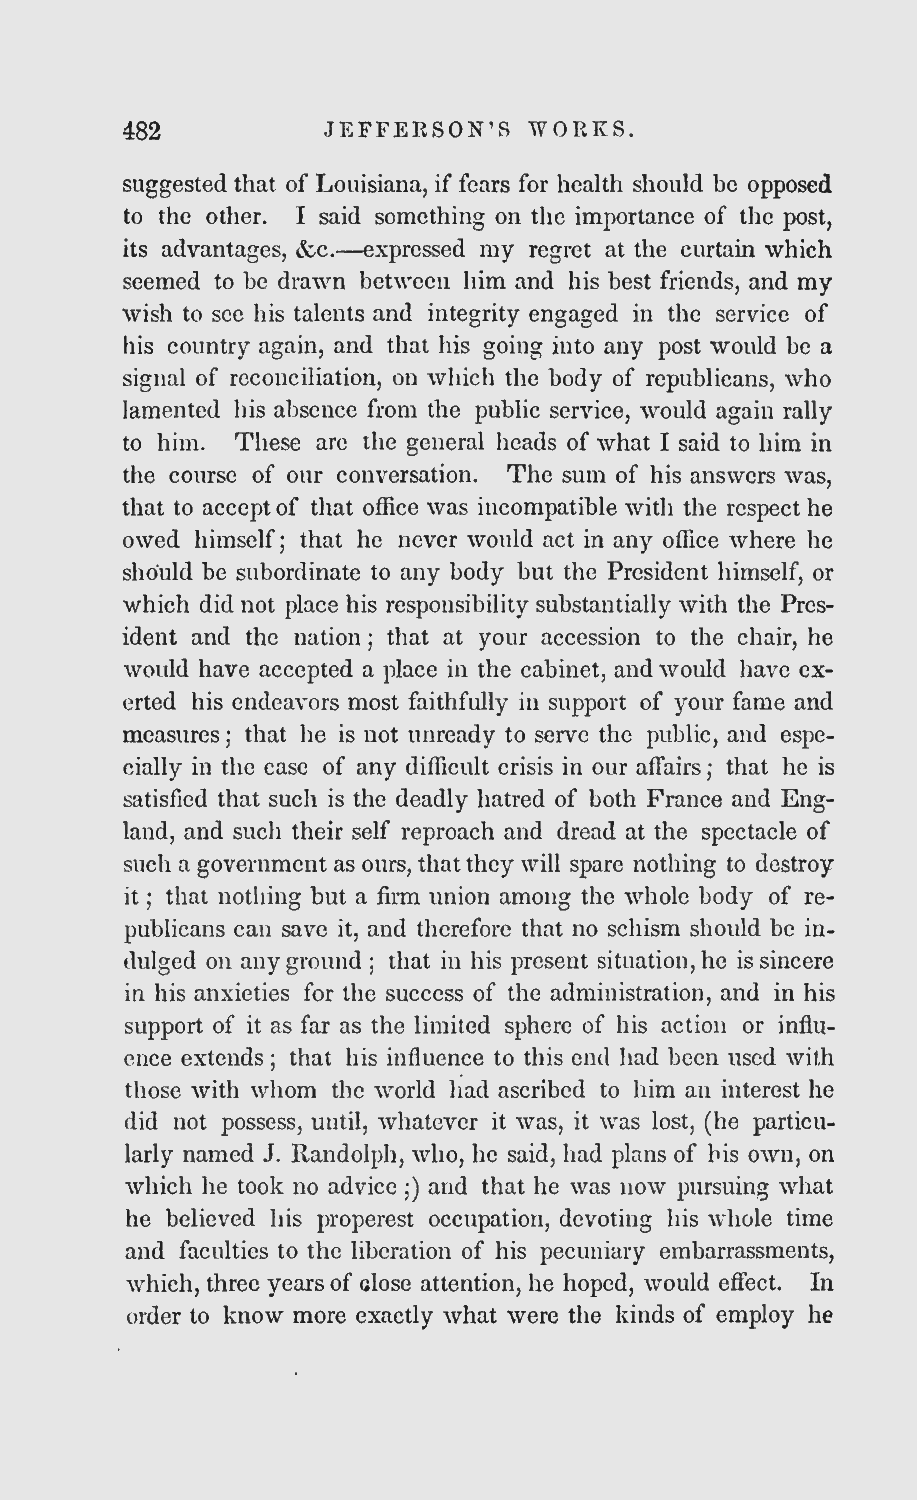 482 JEFFERSON'S WORKS.
suggested that of Louisiana, if fears for health should be opposed
to the other. I said something on the importance of the post,
its advantages, &c.—expressed my regret at the curtain which
seemed to be drawn between him and his best friends, and my
wish to see his talents and integrity engaged in the service of
his country again, and that his going into any post would be a
signal of reconciliation, on which the body of republicans, who
lamented his absence from the public service, would again rally
to him. These are the general heads of what I said to him in
the course of our conversation. The sum of his answers was,
that to accept of that office was incompatible with the respect he
owed himself; that he never would act in any office where he
should be subordinate to any body but the President himself, or
which did not place his responsibility substantially with the Pres-
ident and the nation; that at your accession to the chair, he
would have accepted a place in the cabinet, and would have ex-
erted his endeavors most faithfully in support of your fame and
measures; that he is not unready to serve the public, and espe-
cially in the case of any difficult crisis in our affairs; that he is
satisfied that such is the deadly hatred of both France and Eng-
land, and such their self reproach and dread at the spectacle of
such a government as ours, that they will spare nothing to destroy
it; that nothing but a firm union among the whole body of re-
publicans can save it, and therefore that no schism should be in-
dulged on any ground; that in his present situation, he is sincere
in his anxieties for the success of the administration, and in his
support of it as far as the limited sphere of his action or influ-
ence extends; that his influence to this end had been used with
those with whom the world had ascribed to him an interest he
did not possess, until, whatever it was, it was lost, (he particu-
larly named J. Randolph, who, he said, had plans of his own, on
which he took no advice;) and that he was now pursuing what
he believed his properest occupation, devoting his whole time
and faculties to the liberation of his pecuniary embarrassments,
which, three years of close attention, he hoped, would effect. In
order to know more exactly what were the kinds of employ he